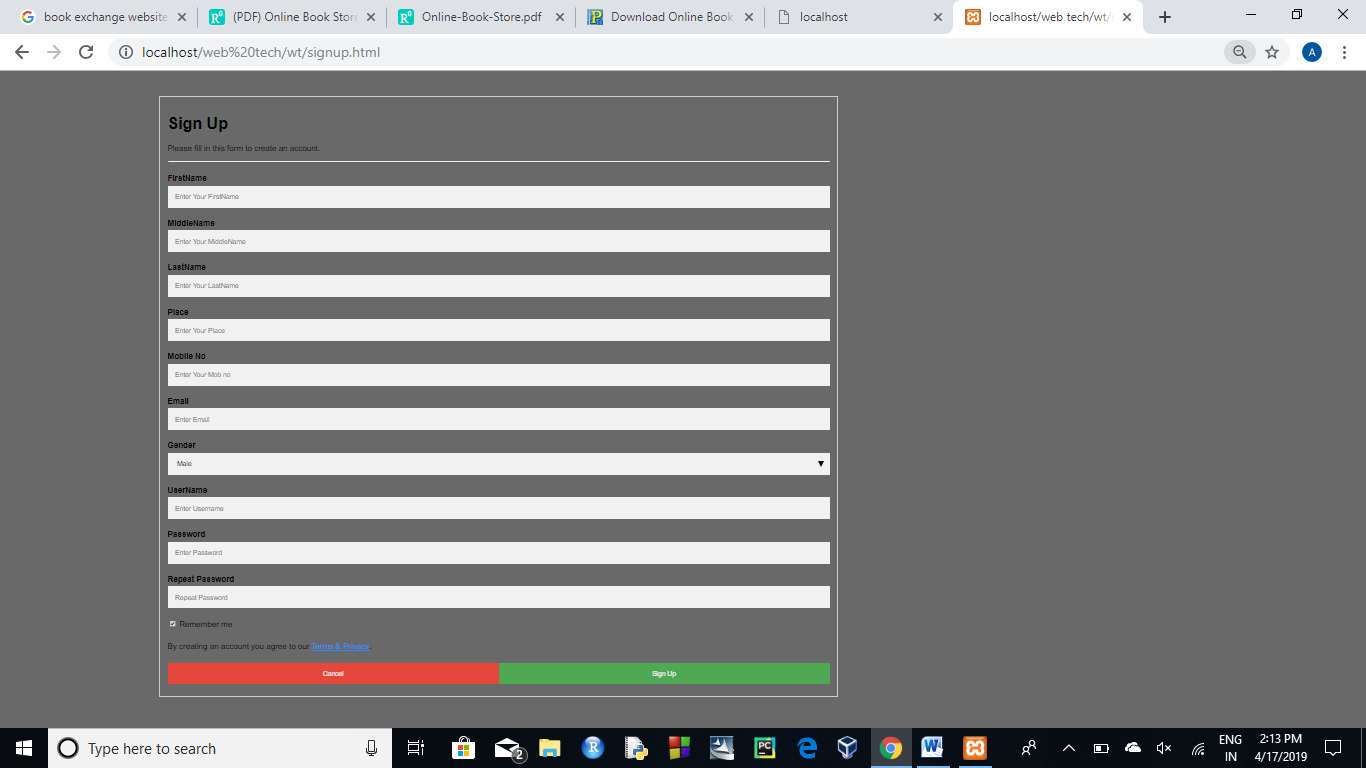 book exchange website
(PDF) Online Book Store
Online-Book-Store.pdf
Download Online Book
localhost
localhost/web tech/wt/s
localhost/web%20tech/wt/signup.html
A
Sign Up
Please fill in this form to create an account.
FirstName
Enter Your FirstName
MiddleName
Enter Your MiddleName
LastName
Enter Your LastName
Place
Enter Your Place
Mobile No
Enter Your Mob no
Email
Enter Email
Gender
Male
UserName
Enter Username
Password
Enter Password
Repeat Password
Repeat Password
Remember me
By creating an account you agree to our Terms & Privacy.
Cancel
Sign Up
Type here to search
2
ENG
IN
2:13 PM
4/17/2019